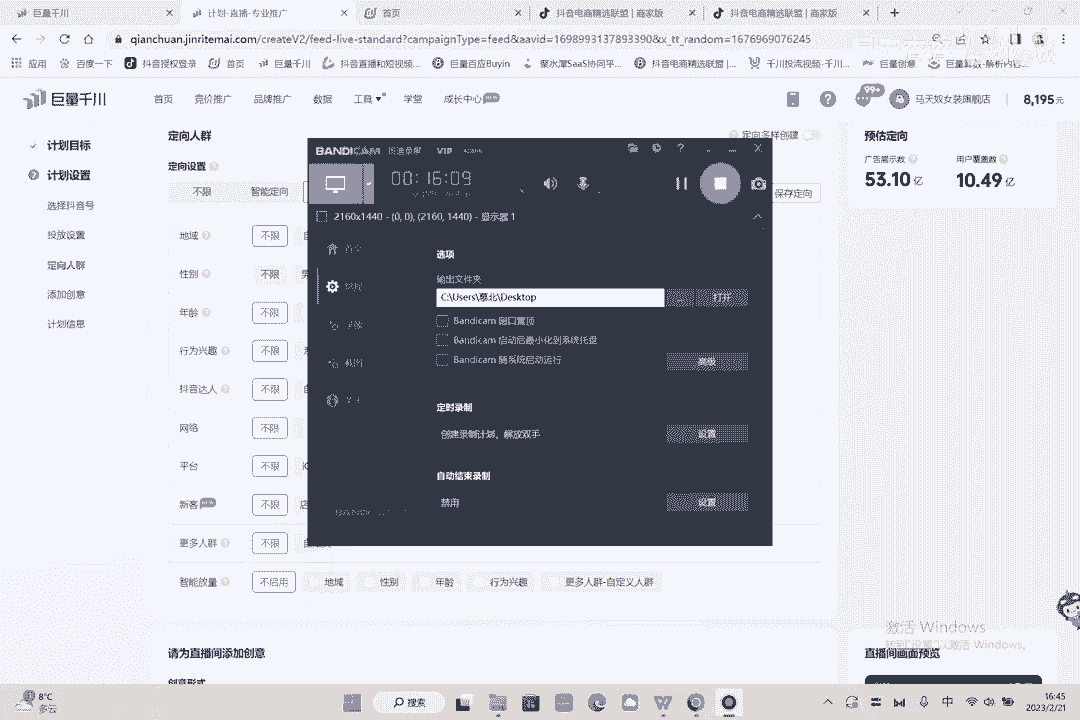 巨量千川
计划-直播-专业推广
首页
抖音电商精选联盟 | 商家版
抖音电商精选联盟 | 商家版
qianchuan.jinritemai.com/createV2/feed-live-standard?campaignType=feed&aavid=1698993137893390&x_tt_random=1676969076245
应用
百度一下
抖音授权登录
首页
巨量千川
抖音直播和短视频...
巨量百应Buyin
聚水潭SaaS协同平...
抖音电商精选联盟 |...
千川投流视频·千川...
巨量创意
巨量算数-解析内容...
巨量千川
首页
竞价推广
品牌推广
数据
工具
学堂
成长中心
99+
马天奴女装旗舰店
8,195元
计划目标
计划设置
选择抖音号
投放设置
定向人群
添加创意
计划信息
定向人群
定向多样创建
定向设置
不限
智能定向
保存定向
地域
不限
性别
不限
年龄
不限
行为兴趣
不限
抖音达人
不限
网络
不限
平台
不限
新客
不限
更多人群
不限
智能放量
不启用
地域
性别
年龄
行为兴趣
更多人群-自定义人群
请为直播间添加创意
创意形式
BANDICAM
VIP
00:16:09
2160x1440 - (0, 0), (2160, 1440) - 显示器 1
选项
输出文件夹
C:\Users\慕北\Desktop
...
打开
Bandicam 窗口置顶
Bandicam 启动后最小化到系统托盘
Bandicam 随系统启动运行
高级
定时录制
创建录制计划，解放双手
设置
自动结束录制
禁用
设置
预估定向
广告展示数
用户覆盖数
53.10 亿
10.49 亿
直播间画面预览
激活 Windows
转到"设置"以激活 Windows。
8°C
多云
搜索
中
16:45
2023/2/21